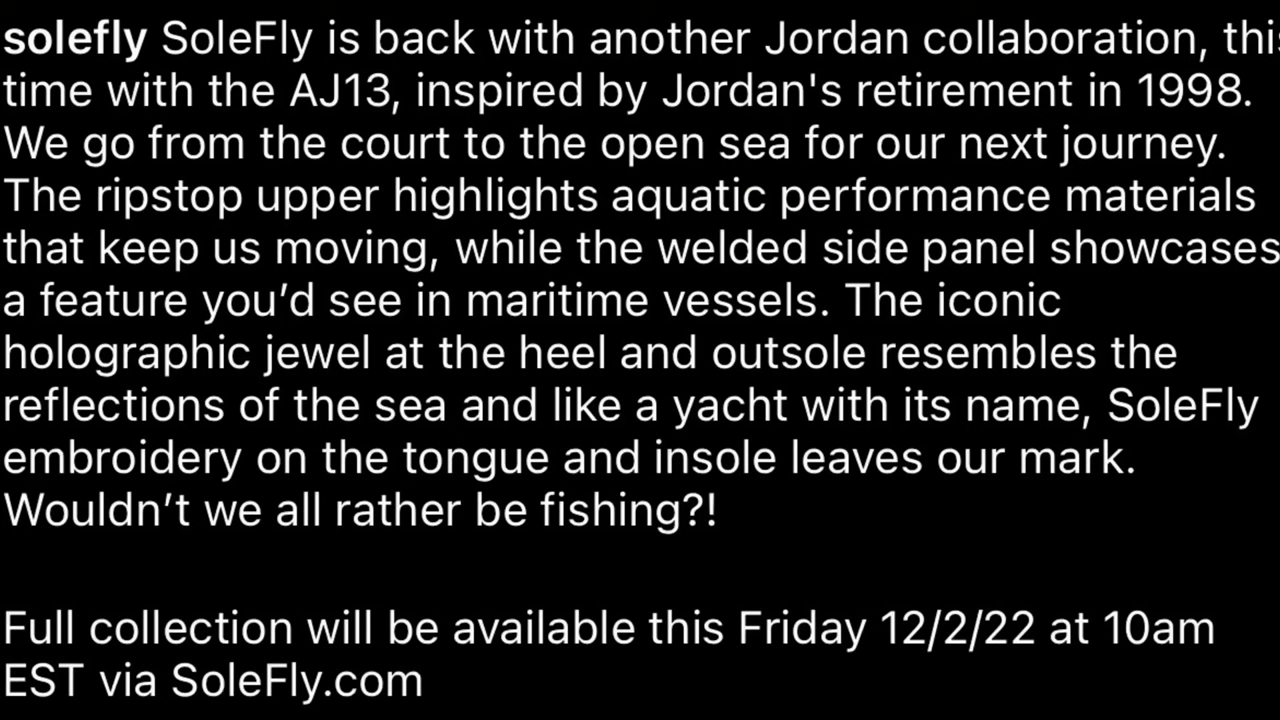 solefly SoleFly is back with another Jordan collaboration, this
time with the AJ13, inspired by Jordan's retirement in 1998.
We go from the court to the open sea for our next journey.
The ripstop upper highlights aquatic performance materials
that keep us moving, while the welded side panel showcases
a feature you’d see in maritime vessels. The iconic
holographic jewel at the heel and outsole resembles the
reflections of the sea and like a yacht with its name, SoleFly
embroidery on the tongue and insole leaves our mark.
Wouldn’t we all rather be fishing?!
Full collection will be available this Friday 12/2/22 at 10am
EST via SoleFly.com